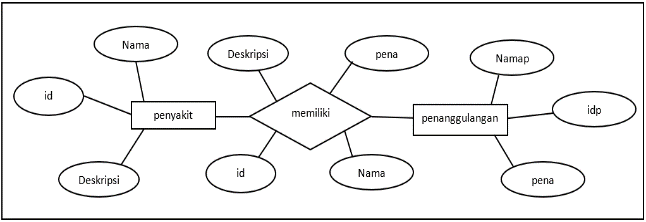 Nama
Deskripsi
pena
Namap
id
idp
penyakit
memiliki
penanggulangan
Deskripsi
id
Nama
pena